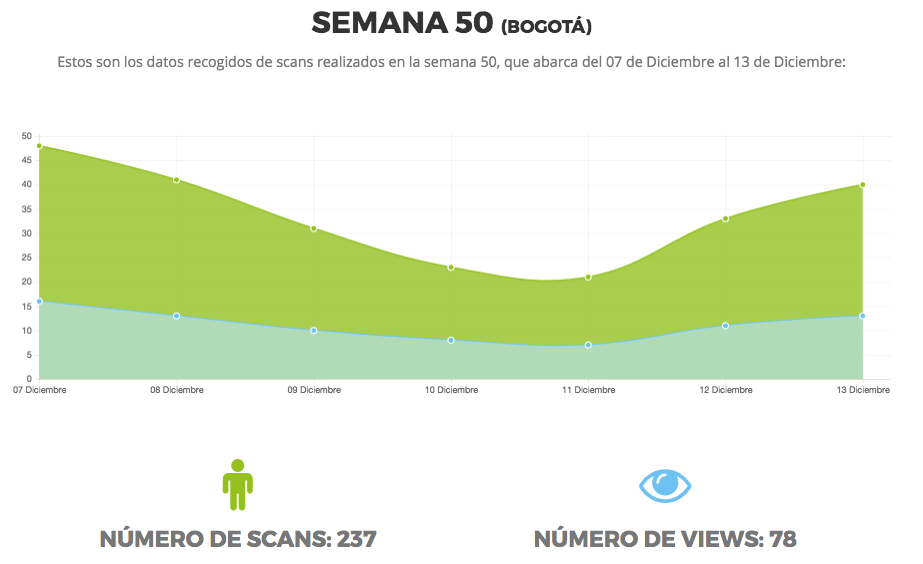 SEMANA 50 (BOGOTÁ)
Estos son los datos recogidos de scans realizados en la semana 50, que abarca del 07 de Diciembre al 13 de Diciembre:
50
45
40
35
30
25
20
15
10
5
0
07 Diciembre 08 Diciembre 09 Diciembre 10 Diciembre 11 Diciembre 12 Diciembre 13 Diciembre
NÚMERO DE SCANS: 237 NÚMERO DE VIEWS: 78